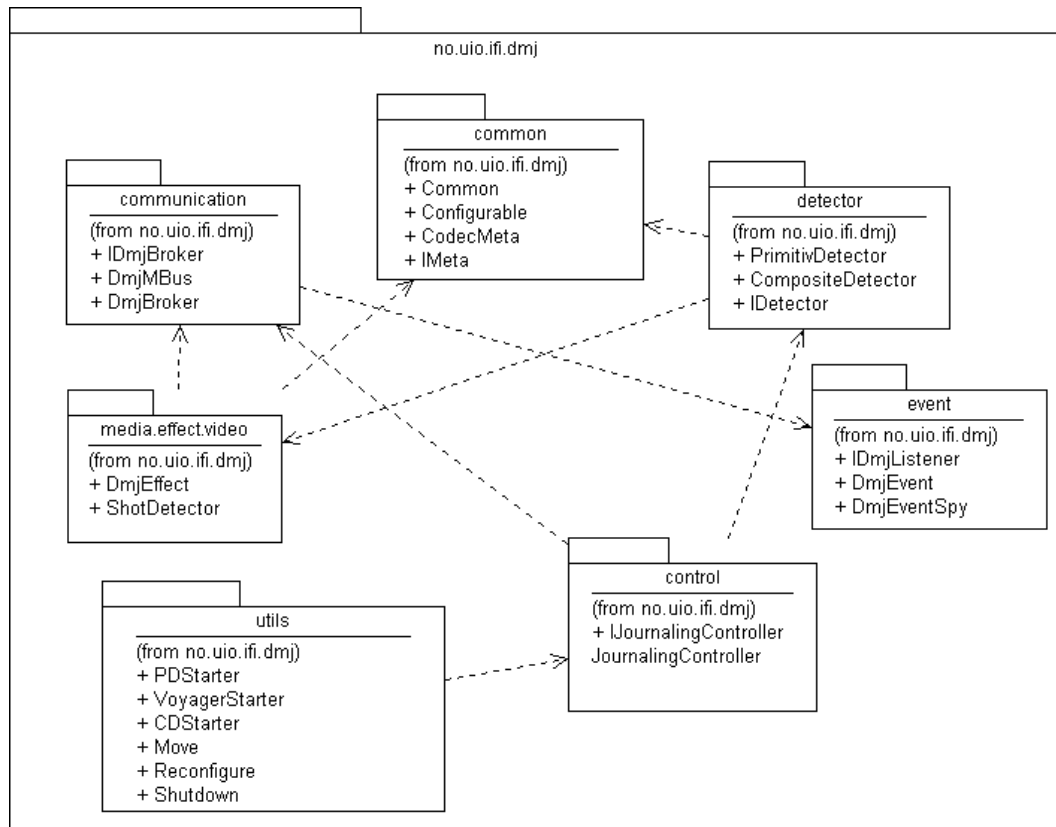 no.uio.ifi.dmj
common
(from no.uio.ifi.dmj)
+ Common
+ Configurable
+ CodecMeta
+ IMeta
communication
(from no.uio.ifi.dmj)
+ IDmjBroker
+ DmjMBus
+ DmjBroker
detector
(from no.uio.ifi.dmj)
+ PrimitivDetector
+ CompositeDetector
+ IDetector
media.effect.video
(from no.uio.ifi.dmj)
+ DmjEffect
+ ShotDetector
event
(from no.uio.ifi.dmj)
+ IDmjListener
+ DmjEvent
+ DmjEventSpy
control
(from no.uio.ifi.dmj)
+ IJournalingController
JournalingController
utils
(from no.uio.ifi.dmj)
+ PDStarter
+ VoyagerStarter
+ CDStarter
+ Move
+ Reconfigure
+ Shutdown